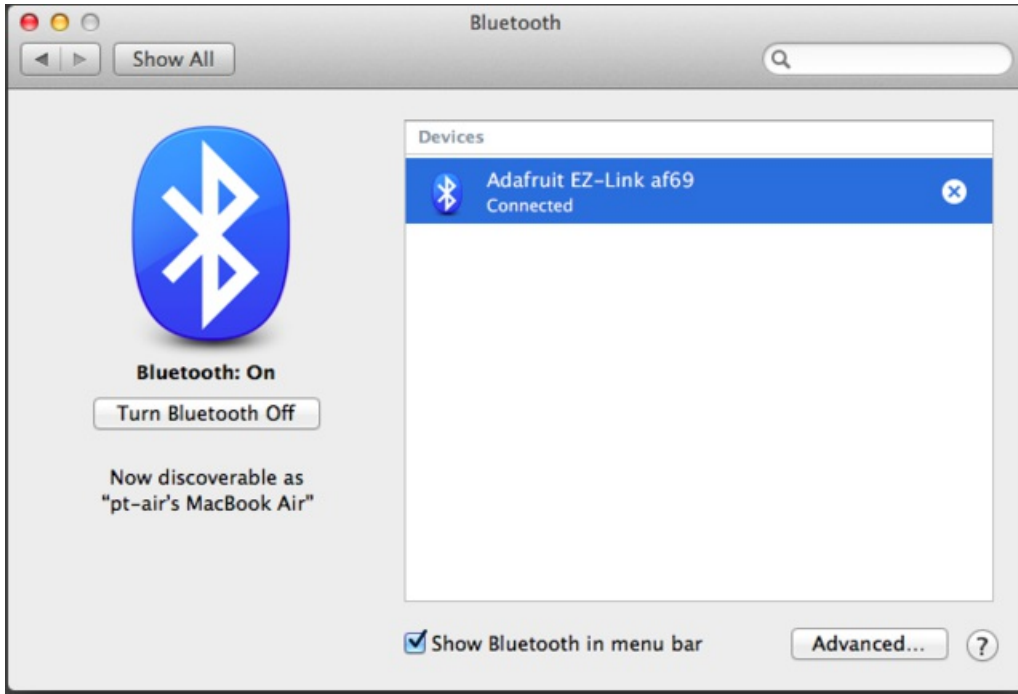 Bluetooth
Show All
Devices
Adafruit EZ-Link af69
Connected
Bluetooth: On
Turn Bluetooth Off
Now discoverable as
“pt-air’s MacBook Air”
Show Bluetooth in menu bar
Advanced...
?